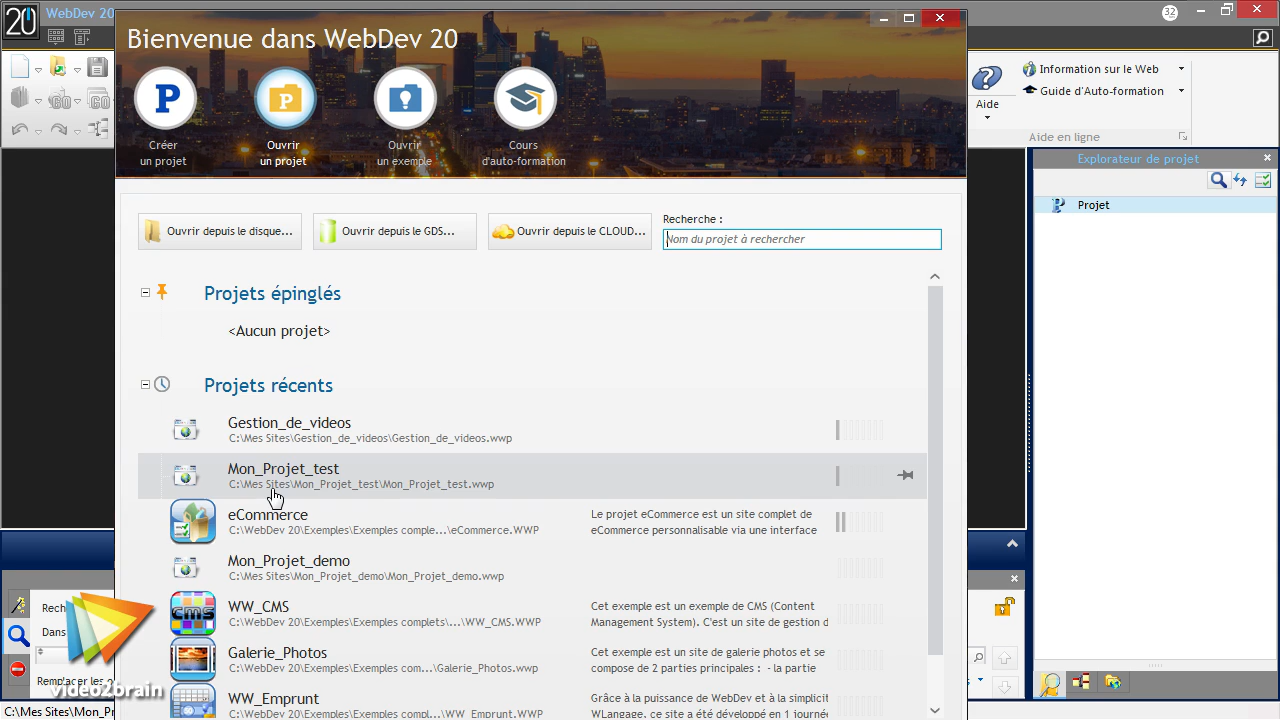 20
WebDev 20
32
Bienvenue dans WebDev 20
P
P
Créer
un projet
Ouvrir
un projet
Ouvrir
un exemple
Cours
d'auto-formation
Aide
Information sur le Web
Guide d'Auto-formation
Aide en ligne
Explorateur de projet
Projet
Ouvrir depuis le disque...
Ouvrir depuis le GDS...
Ouvrir depuis le CLOUD...
Recherche :
Nom du projet à rechercher
Projets épinglés
<Aucun projet>
Projets récents
Gestion_de_videos
C:\Mes Sites\Gestion_de_videos\Gestion_de_videos.wwp
Mon_Projet_test
C:\Mes Sites\Mon_Projet_test\Mon_Projet_test.wwp
eCommerce
C:\WebDev 20\Exemples\Exemples comple...\eCommerce.WWP
Le projet eCommerce est un site complet de
eCommerce personnalisable via une interface
Mon_Projet_demo
C:\Mes Sites\Mon_Projet_demo\Mon_Projet_demo.wwp
CMS
WW_CMS
C:\WebDev 20\Exemples\Exemples complets\...\WW_CMS.WWP
Cet exemple est un exemple de CMS (Content
Management System). C'est un site de gestion d
Galerie_Photos
C:\WebDev 20\Exemples\Exemples com...\Galerie_Photos.wwp
Cet exemple est un site de galerie photos et se
compose de 2 parties principales : - la partie
WW_Emprunt
C:\WebDev 20\Exemples\Exemples compl...\WW_Emprunt.WWP
Grâce à la puissance de WebDev et à la simplicit
WLangage, ce site a été développé en 1 journée
Rech
Dans
Remplacer les o
video2brain
C:\Mes Sites\Mon_P